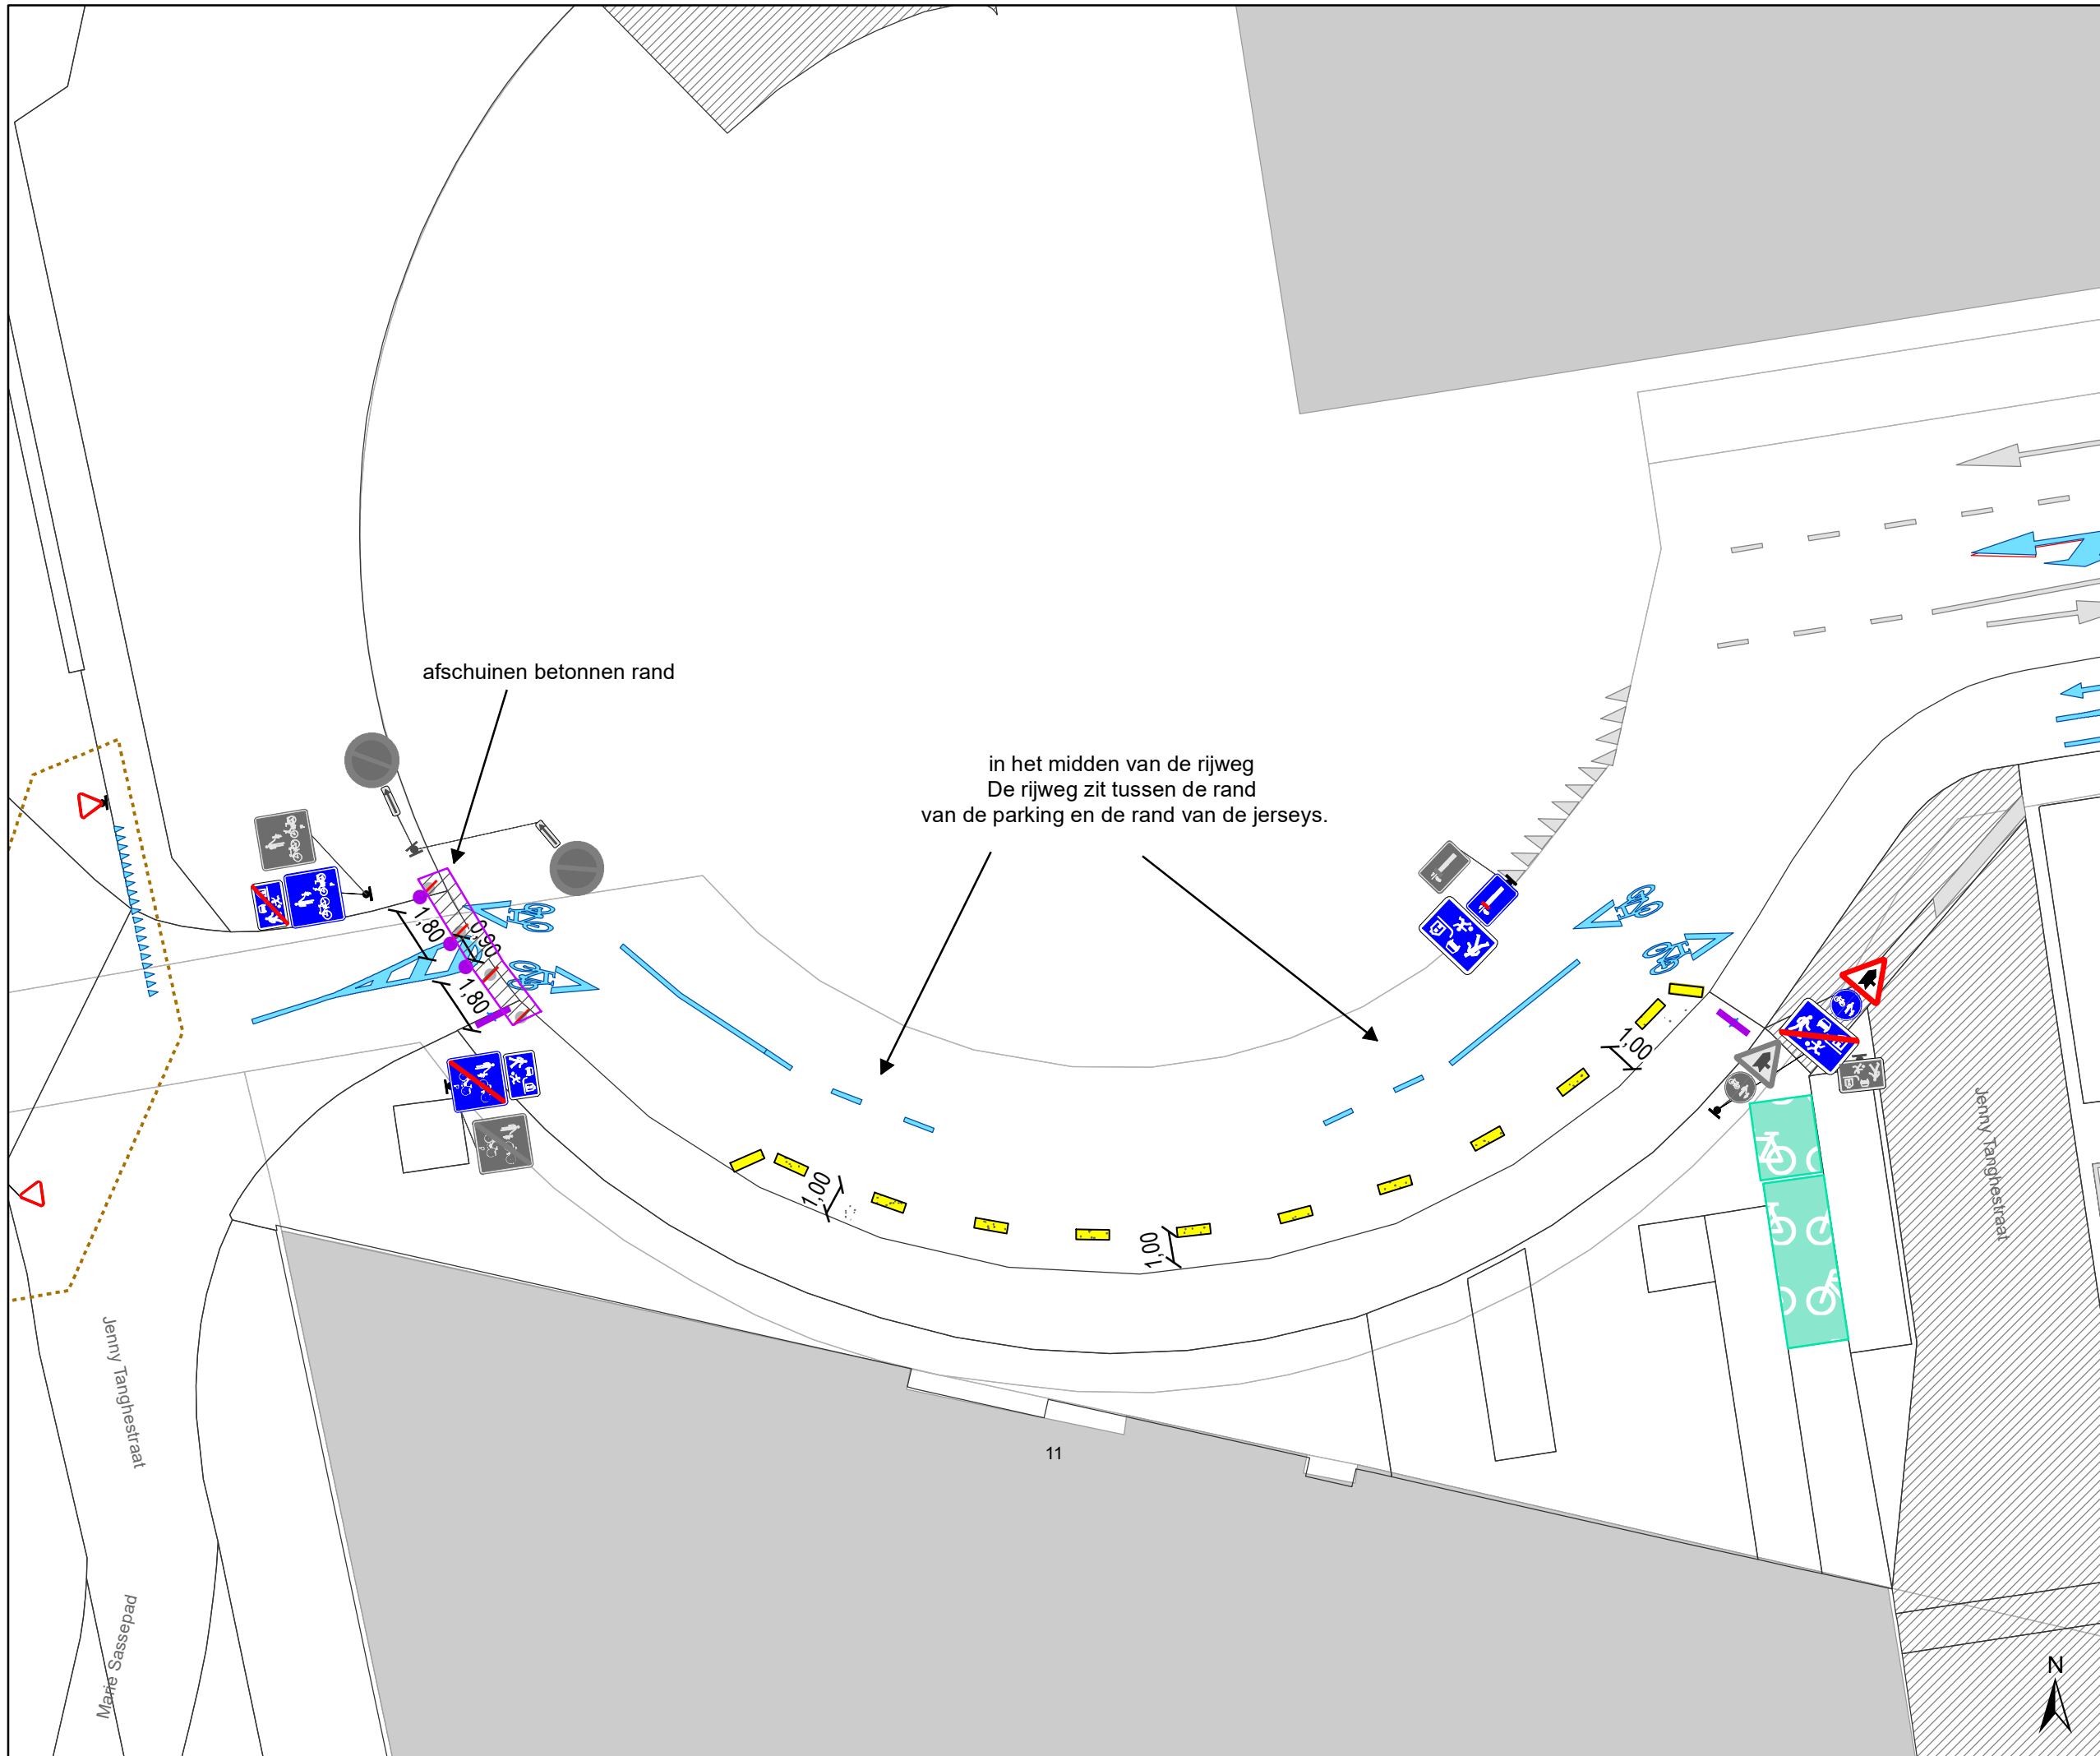 afschuinen betonnen rand
in het midden van de rijweg
De rijweg zit tussen de rand
van de parking en de rand van de jerseys.
1,80
0,90
1,80
1,00
1,00
1,00
Jenny Tanghestraat
Jenny Tanghestraat
11
Marie Sassepad
N